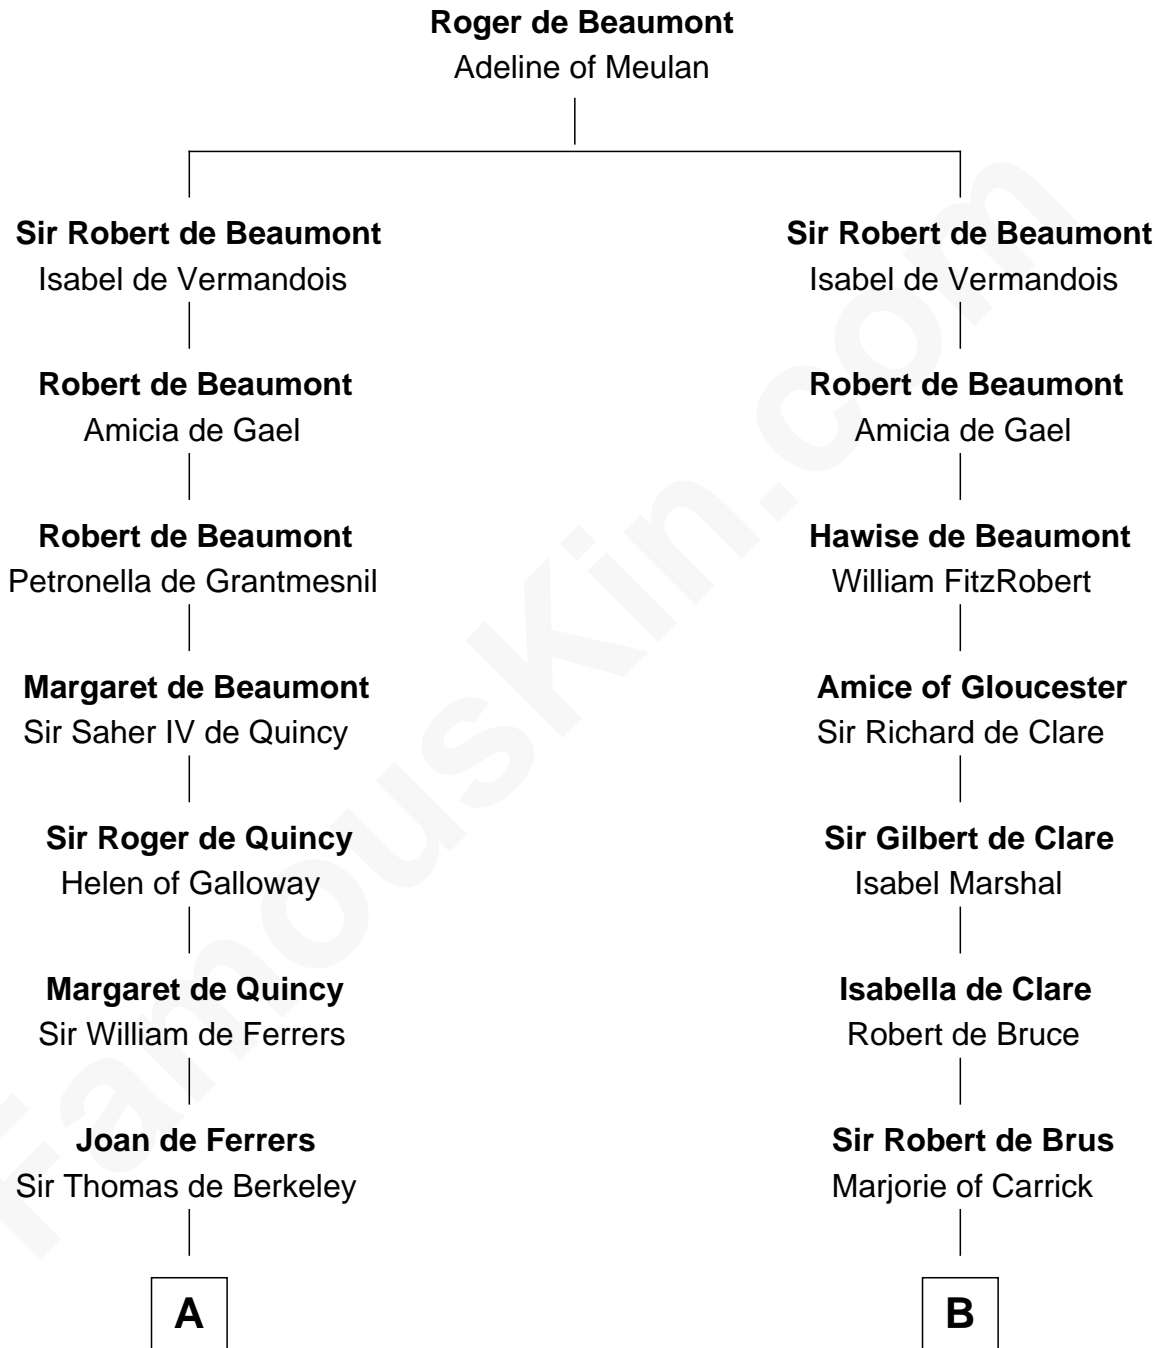 Roger de Beaumont
Adeline of Meulan
Sir Robert de Beaumont
Isabel de Vermandois
Robert de Beaumont
Amicia de Gael
Robert de Beaumont
Petronella de Grantmesnil
Margaret de Beaumont
Sir Saher IV de Quincy
Sir Roger de Quincy
Helen of Galloway
Margaret de Quincy
Sir William de Ferrers
Joan de Ferrers
Sir Thomas de Berkeley
A
Sir Robert de Beaumont
Isabel de Vermandois
Robert de Beaumont
Amicia de Gael
Hawise de Beaumont
William FitzRobert
Amice of Gloucester
Sir Richard de Clare
Sir Gilbert de Clare
Isabel Marshal
Isabella de Clare
Robert de Bruce
Sir Robert de Brus
Marjorie of Carrick
B
FamousKin.com